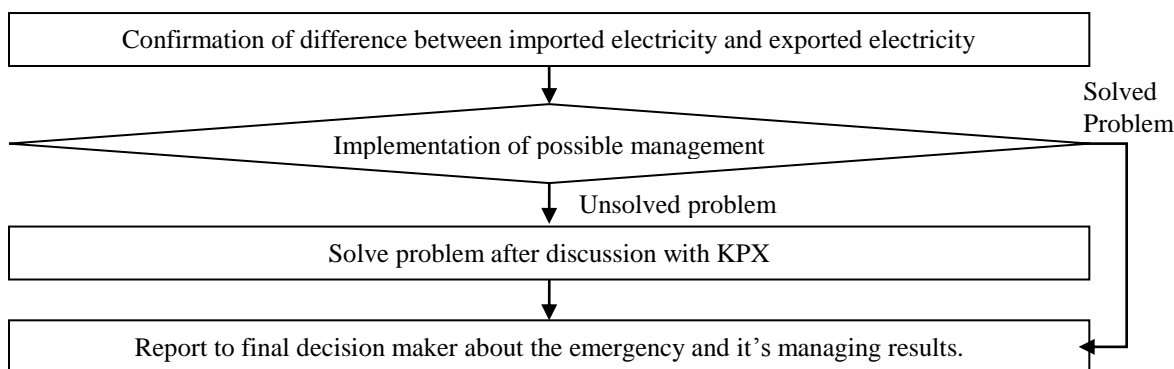 Confirmation of difference between imported electricity and exported electricity
Solved
Problem
Implementation of possible management
Unsolved problem
Solve problem after discussion with KPX
Report to final decision maker about the emergency and it’s managing results.